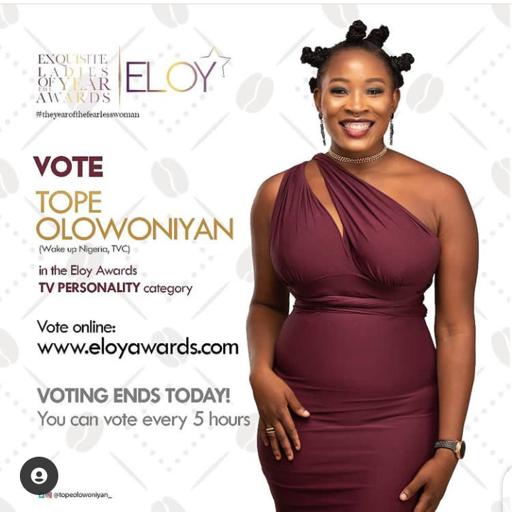 EXQUISITE
LADIES
OF THE YEAR
AWARDS
ELOY
#theyearofthefearlesswoman
VOTE
TOPE
OLOWONIYAN
(Wake up Nigeria, TVC)
in the Eloy Awards
TV PERSONALITY category
Vote online:
www.eloyawards.com
VOTING ENDS TODAY!
You can vote every 5 hours
@topeolowoniyan_